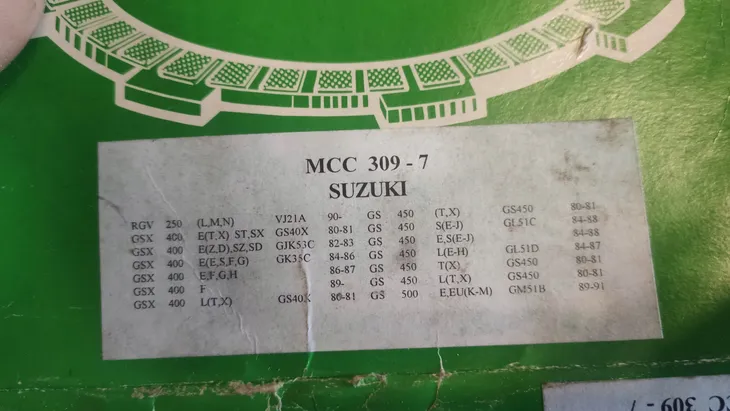 MCC 309 - 7
SUZUKI
RGV 250 (L,M,N) VJ21A 90- GS 450 (T,X) GS450 80-81
GSX 400 E(T,X) ST,SX GS40X 80-81 GS 450 S(E-J) GL51C 84-88
GSX 400 E(Z,D),SZ,SD GJK53C 82-83 GS 450 E,S(E-J) 84-88
GSX 400 E(E,S,F,G) GK35C 84-86 GS 450 L(E-H) GL51D 84-87
GSX 400 E,F,G,H 86-87 GS 450 T(X) GS450 80-81
GSX 400 F 89- GS 450 L(T,X) GS450 80-81
GSX 400 L(T,X) GS40X 80-81 GS 500 E,EU(K-M) GM51B 89-91
CC 309 - 7